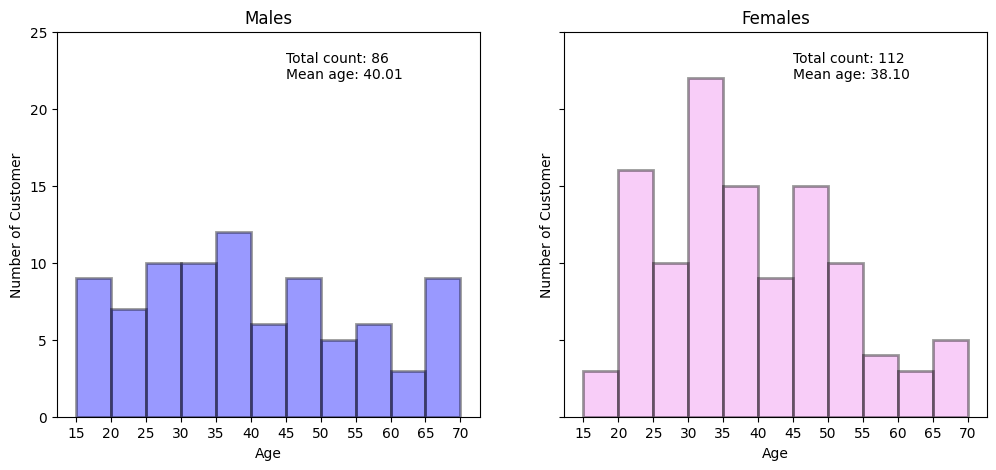 Males
Total count: 86
Mean age: 40.01
25
20
15
10
5
0
Number of Customer
15 20 25 30 35 40 45 50 55 60 65 70
Age
Females
Total count: 112
Mean age: 38.10
Number of Customer
15 20 25 30 35 40 45 50 55 60 65 70
Age